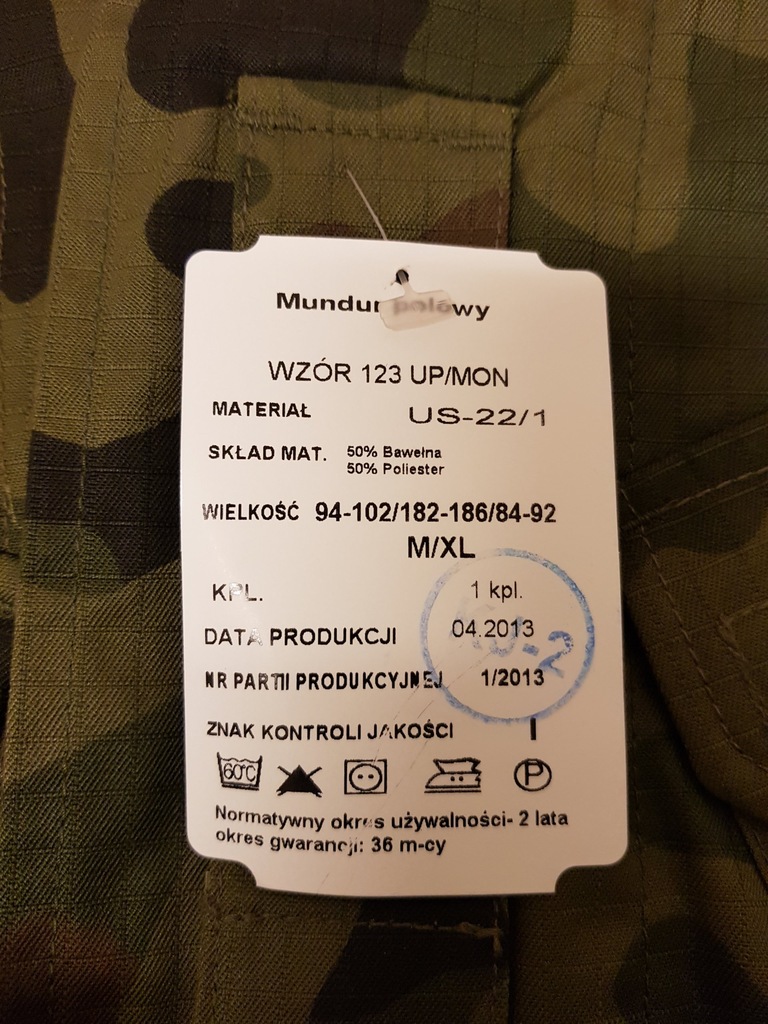 Mundur polowy
WZÓR 123 UP/MON
MATERIAŁ US-22/1
SKŁAD MAT. 50% Bawełna
50% Poliester
WIELKOŚĆ 94-102/182-186/84-92
M/XL
KPL. 1 kpl.
DATA PRODUKCJI 04.2013
NR PARTII PRODUKCYJNEJ 1/2013
ZNAK KONTROLI JAKOŚCI I
60°C P
Normatywny okres używalności- 2 lata
okres gwarancji: 36 m-cy